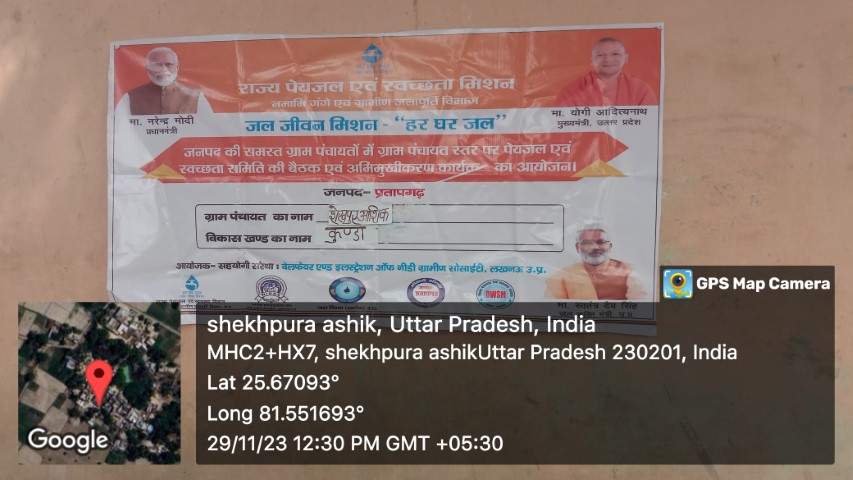 राज्य पेयजल एवं स्वच्छता मिशन
नमामि गंगे एवं ग्रामीण जलापूर्ति विभाग
मा. नरेन्द्र मोदी
प्रधानमंत्री
मा. योगी आदित्यनाथ
मुख्यमंत्री, उत्तर प्रदेश
जल जीवन मिशन - “हर घर जल”
जनपद की समस्त ग्राम पंचायतों में ग्राम पंचायत स्तर पर पेयजल एवं
स्वच्छता समिति की बैठक एवं अभिमुखीकरण कार्यक्र का आयोजन।
जनपद- प्रतापगढ़
ग्राम पंचायत का नाम शेखपुर आशिक
विकास खण्ड का नाम कुण्डा
आयोजक- सहयोगी संस्था : वेलफेयर एण्ड इलस्ट्रेशन ऑफ नीडी ग्रामीण सोसाईटी, लखनऊ उ.प्र.
DWSM
मा. स्वतंत्र देव सिंह
GPS Map Camera
shekhpura ashik, Uttar Pradesh, India
MHC2+HX7, shekhpura ashikUttar Pradesh 230201, India
Lat 25.67093°
Long 81.551693°
29/11/23 12:30 PM GMT +05:30
Google